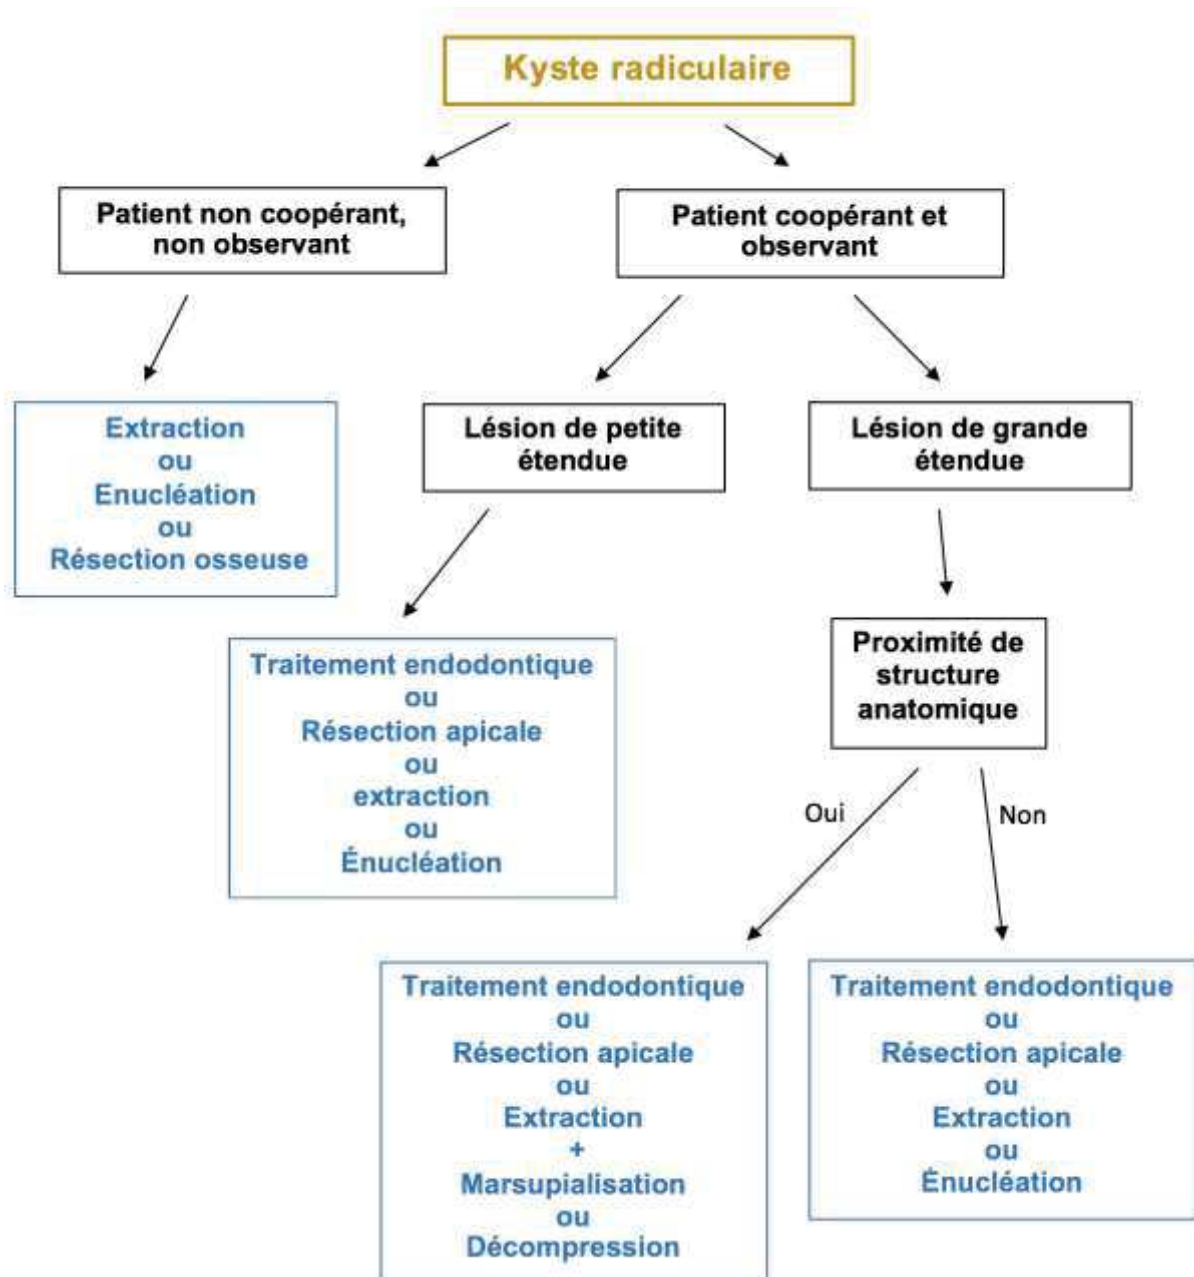 Kyste radiculaire
Patient non coopérant,
non observant
Patient coopérant et
observant
Extraction
ou
Enucléation
ou
Résection osseuse
Lésion de petite
étendue
Lésion de grande
étendue
Traitement endodontique
ou
Résection apicale
ou
extraction
ou
Énucléation
Proximité de
structure
anatomique
Oui
Non
Traitement endodontique
ou
Résection apicale
ou
Extraction
+
Marsupialisation
ou
Décompression
Traitement endodontique
ou
Résection apicale
ou
Extraction
ou
Énucléation